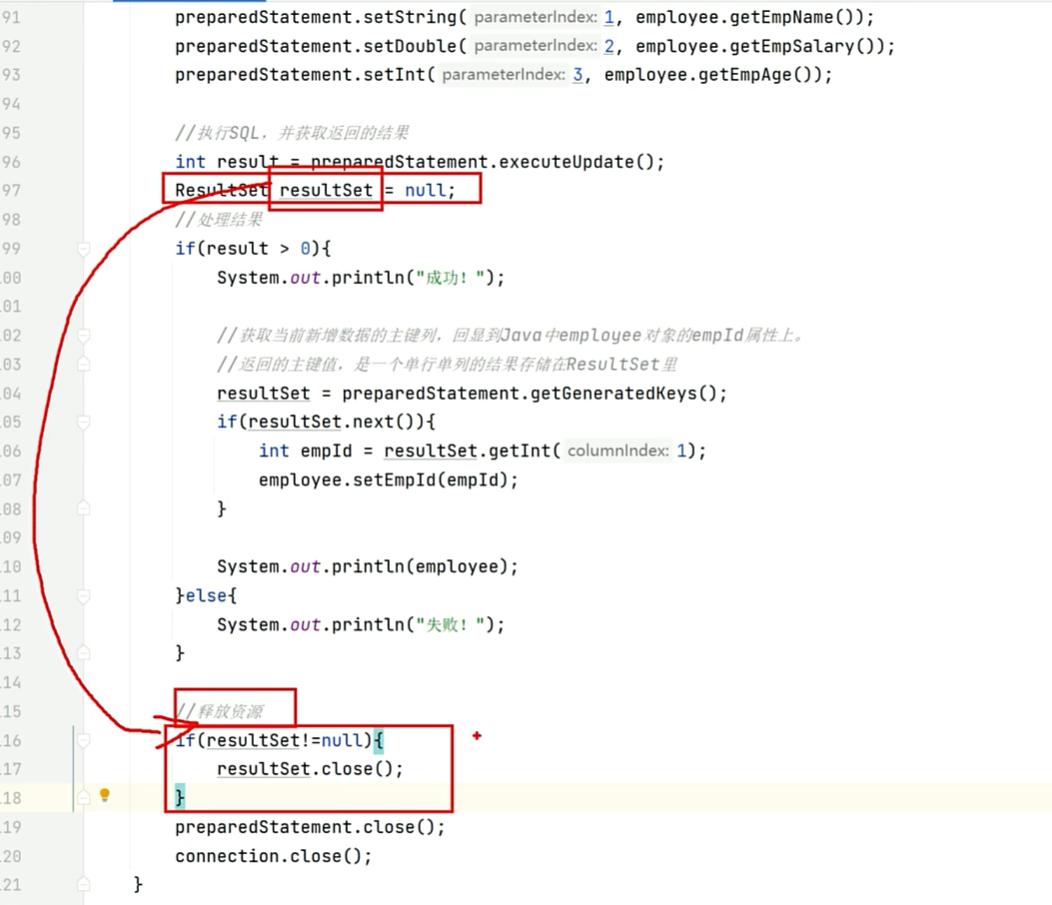 91 preparedStatement.setString( parameterIndex: 1, employee.getEmpName());
92 preparedStatement.setDouble( parameterIndex: 2, employee.getEmpSalary());
93 preparedStatement.setInt( parameterIndex: 3, employee.getEmpAge());
94
95 //执行SQL，并获取返回的结果
96 int result = preparedStatement.executeUpdate();
97 ResultSet resultSet = null;
98 //处理结果
99 if(result > 0){
00 System.out.println("成功！");
01
02 //获取当前新增数据的主键列，回显到Java中employee对象的empId属性上。
03 //返回的主键值，是一个单行单列的结果存储在ResultSet里
04 resultSet = preparedStatement.getGeneratedKeys();
05 if(resultSet.next()){
06 int empId = resultSet.getInt( columnIndex: 1);
07 employee.setEmpId(empId);
08 }
09
10 System.out.println(employee);
11 }else{
12 System.out.println("失败！");
13 }
14
15 //释放资源
16 if(resultSet!=null){
17 resultSet.close();
18 }
19 preparedStatement.close();
20 connection.close();
21 }